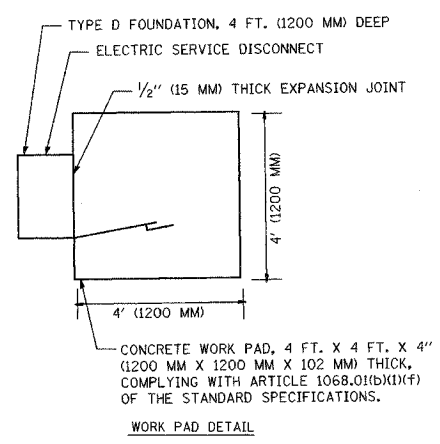 TYPE D FOUNDATION, 4 FT. (1200 MM) DEEP
ELECTRIC SERVICE DISCONNECT
1/2" (15 MM) THICK EXPANSION JOINT
4' (1200 MM)
4' (1200 MM)
CONCRETE WORK PAD, 4 FT. X 4 FT. X 4"
(1200 MM X 1200 MM X 102 MM) THICK,
COMPLYING WITH ARTICLE 1068.01(b)(1)(f)
OF THE STANDARD SPECIFICATIONS.
WORK PAD DETAIL